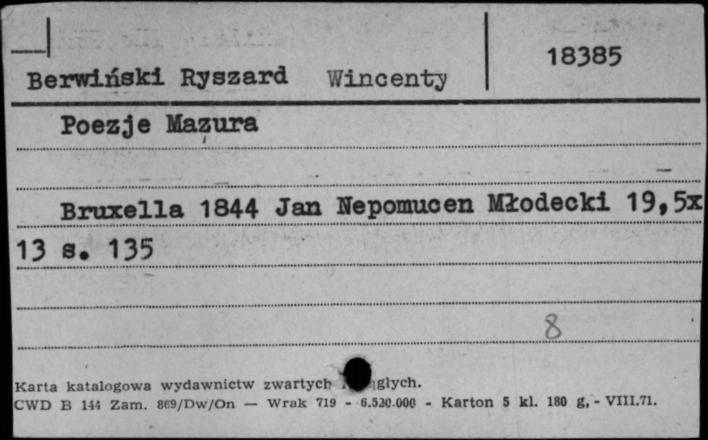 18385
Berwiński Ryszard Wincenty
Poezje Mazura
Bruxella 1844 Jan Nepomucen Młodecki 19,5x
13 s. 135
8
Karta katalogowa wydawnictw zwartych głych.
CWD B 144 Zam. 869/Dw/On — Wrak 719 - 6.520.000 - Karton 5 kl. 180 g, - VIII.71.